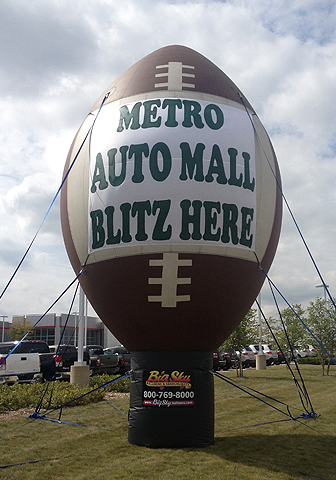 METRO
AUTO MALL
BLITZ HERE
Big Sky
800-769-8000